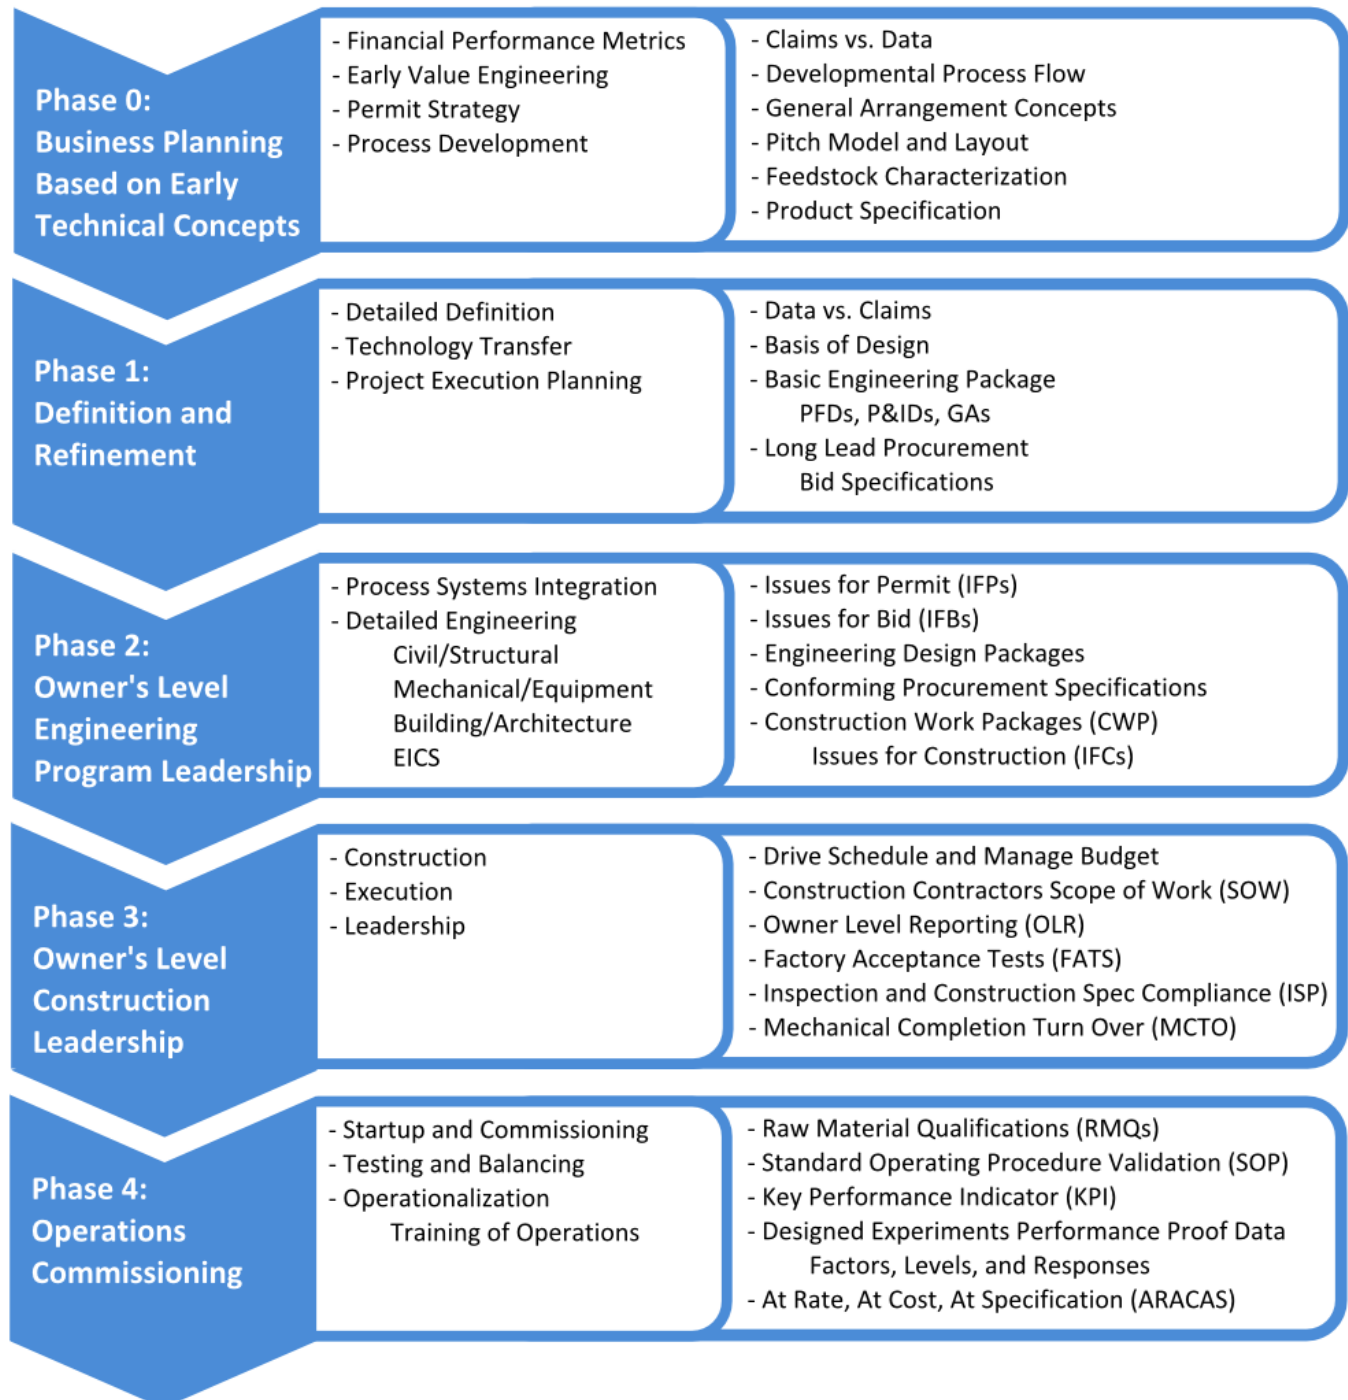 Phase 0:
Business Planning
Based on Early
Technical Concepts
- Financial Performance Metrics
- Early Value Engineering
- Permit Strategy
- Process Development
- Claims vs. Data
- Developmental Process Flow
- General Arrangement Concepts
- Pitch Model and Layout
- Feedstock Characterization
- Product Specification
Phase 1:
Definition and
Refinement
- Detailed Definition
- Technology Transfer
- Project Execution Planning
- Data vs. Claims
- Basis of Design
- Basic Engineering Package
PFDs, P&IDs, GAs
- Long Lead Procurement
Bid Specifications
Phase 2:
Owner's Level
Engineering
Program Leadership
- Process Systems Integration
- Detailed Engineering
Civil/Structural
Mechanical/Equipment
Building/Architecture
EICS
- Issues for Permit (IFPs)
- Issues for Bid (IFBs)
- Engineering Design Packages
- Conforming Procurement Specifications
- Construction Work Packages (CWP)
Issues for Construction (IFCs)
Phase 3:
Owner's Level
Construction
Leadership
- Construction
- Execution
- Leadership
- Drive Schedule and Manage Budget
- Construction Contractors Scope of Work (SOW)
- Owner Level Reporting (OLR)
- Factory Acceptance Tests (FATS)
- Inspection and Construction Spec Compliance (ISP)
- Mechanical Completion Turn Over (MCTO)
Phase 4:
Operations
Commissioning
- Startup and Commissioning
- Testing and Balancing
- Operationalization
Training of Operations
- Raw Material Qualifications (RMQs)
- Standard Operating Procedure Validation (SOP)
- Key Performance Indicator (KPI)
- Designed Experiments Performance Proof Data
Factors, Levels, and Responses
- At Rate, At Cost, At Specification (ARACAS)